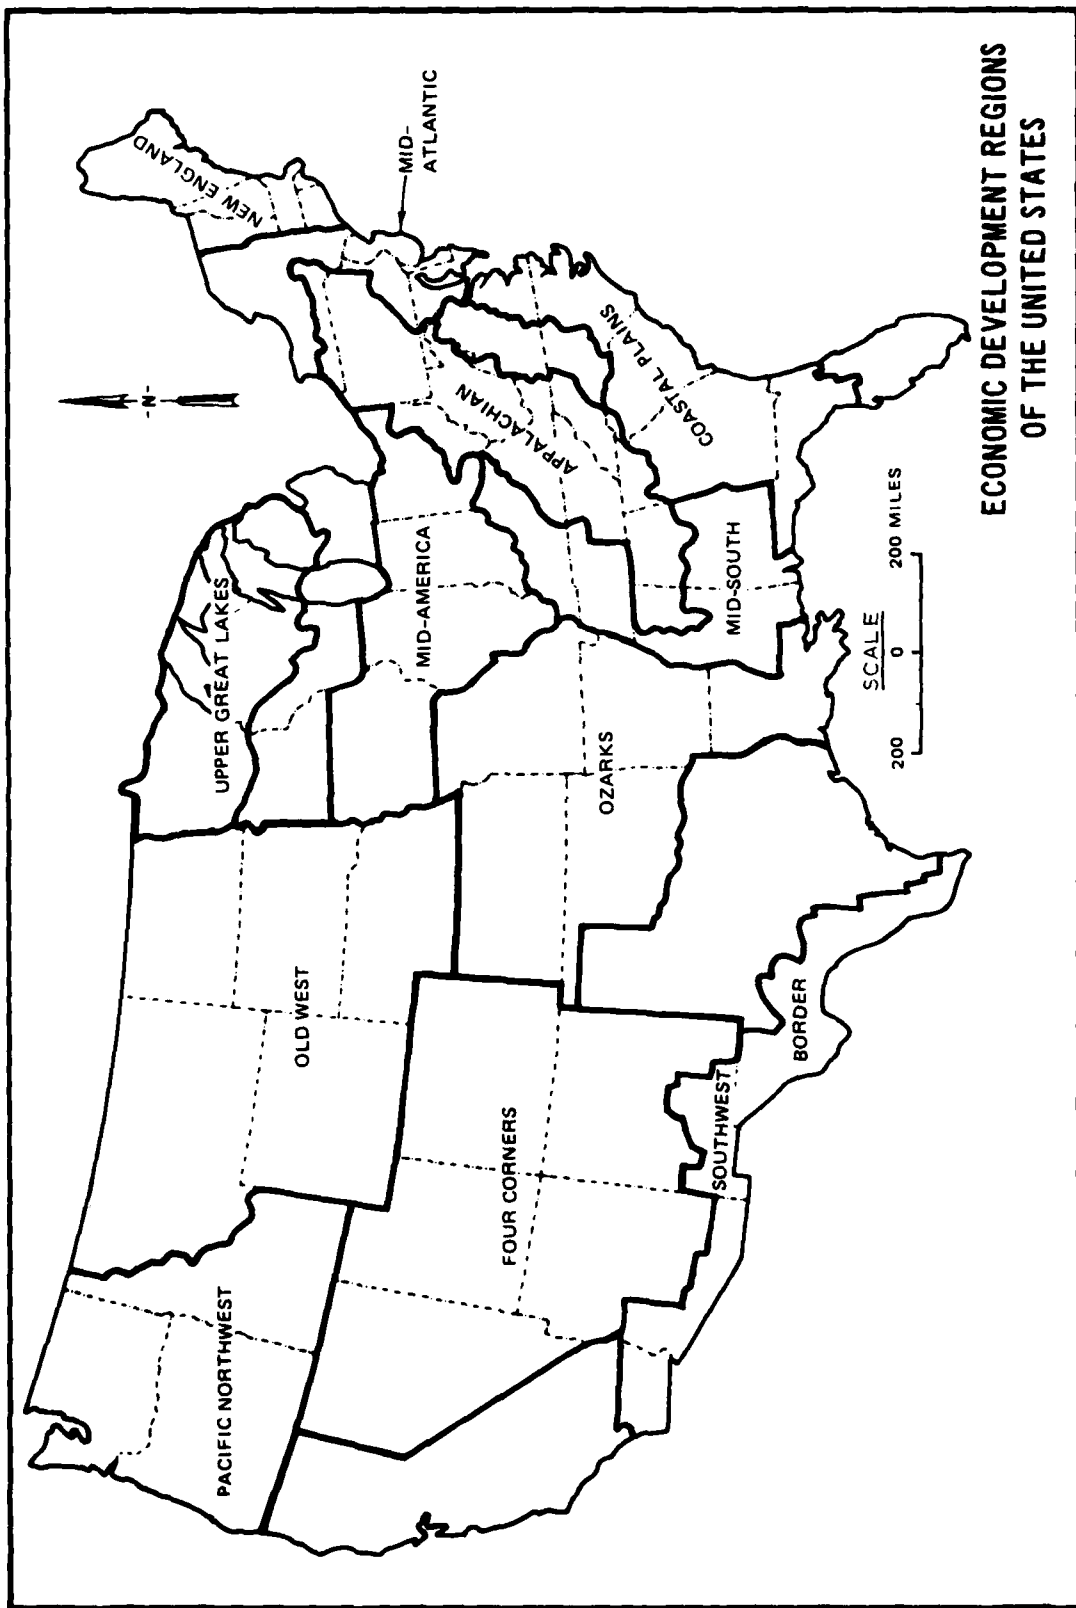 NEW ENGLAND
MID-
ATLANTIC
N
UPPER GREAT LAKES
MID-AMERICA
APPALACHIAN
COASTAL PLAINS
OLD WEST
PACIFIC NORTHWEST
FOUR CORNERS
OZARKS
MID-SOUTH
SOUTHWEST
BORDER
SCALE
200 0 200 MILES
ECONOMIC DEVELOPMENT REGIONS
OF THE UNITED STATES